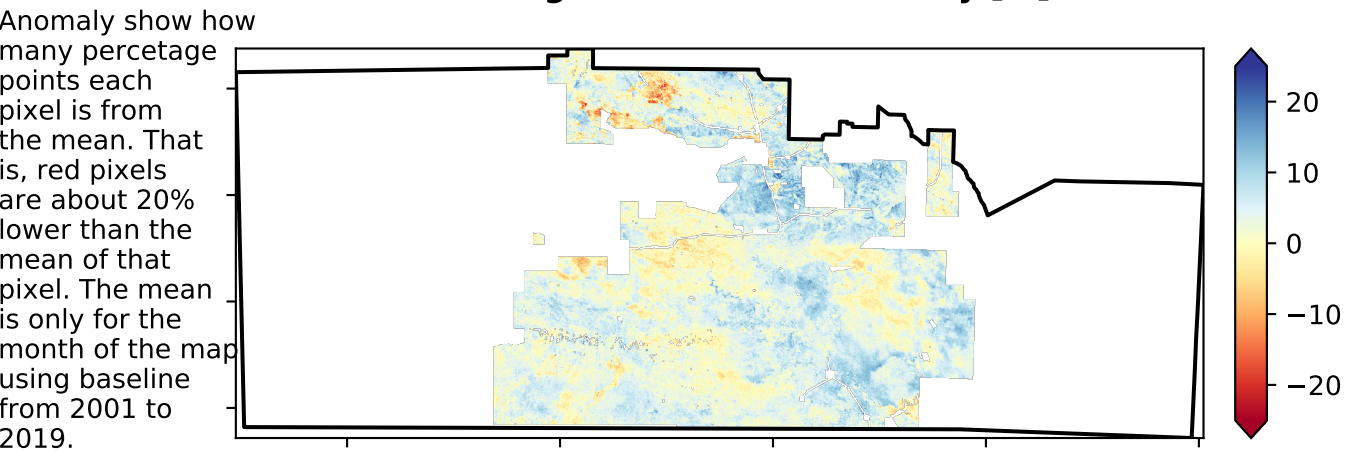 Anomaly show how
many percetage
points each
pixel is from
the mean. That
is, red pixels
are about 20%
lower than the
mean of that
pixel. The mean
is only for the
month of the map
using baseline
from 2001 to
2019.
20
10
0
−10
−20